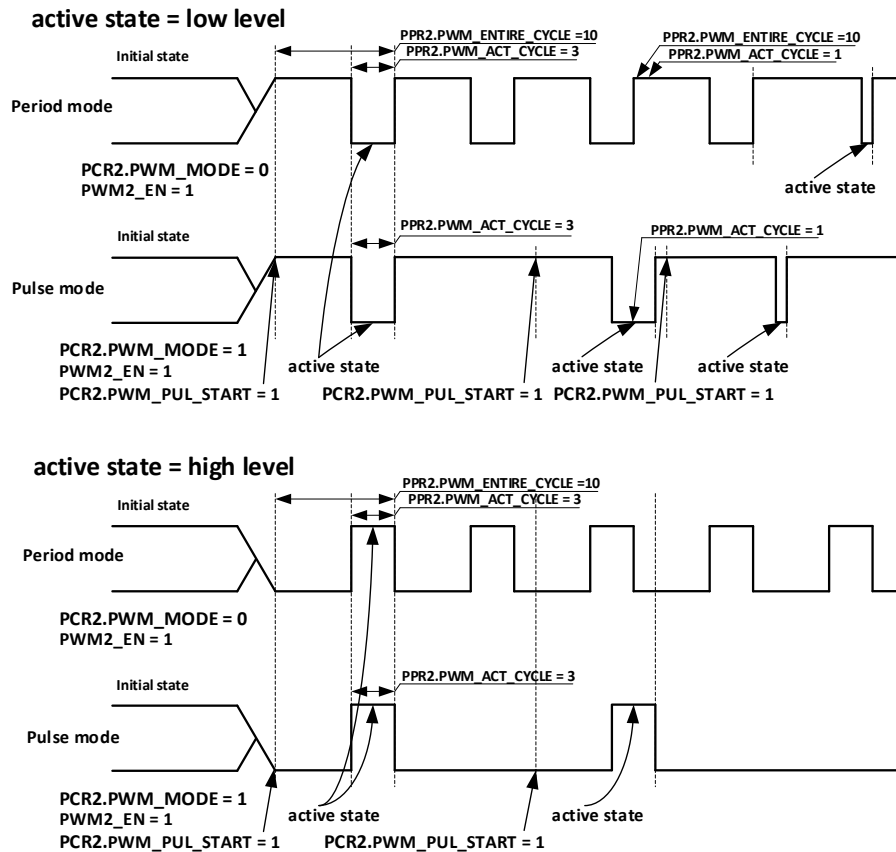 active state = low level
Initial state
PPR2.PWM_ENTIRE_CYCLE =10
PPR2.PWM_ACT_CYCLE = 3
PPR2.PWM_ENTIRE_CYCLE =10
PPR2.PWM_ACT_CYCLE = 1
Period mode
PCR2.PWM_MODE = 0
PWM2_EN = 1
active state
Initial state
PPR2.PWM_ACT_CYCLE = 3
PPR2.PWM_ACT_CYCLE = 1
Pulse mode
PCR2.PWM_MODE = 1
PWM2_EN = 1
PCR2.PWM_PUL_START = 1
active state
PCR2.PWM_PUL_START = 1
active state
PCR2.PWM_PUL_START = 1
active state
active state = high level
Initial state
PPR2.PWM_ENTIRE_CYCLE =10
PPR2.PWM_ACT_CYCLE = 3
Period mode
PCR2.PWM_MODE = 0
PWM2_EN = 1
Initial state
PPR2.PWM_ACT_CYCLE = 3
Pulse mode
PCR2.PWM_MODE = 1
PWM2_EN = 1
PCR2.PWM_PUL_START = 1
active state
PCR2.PWM_PUL_START = 1
active state